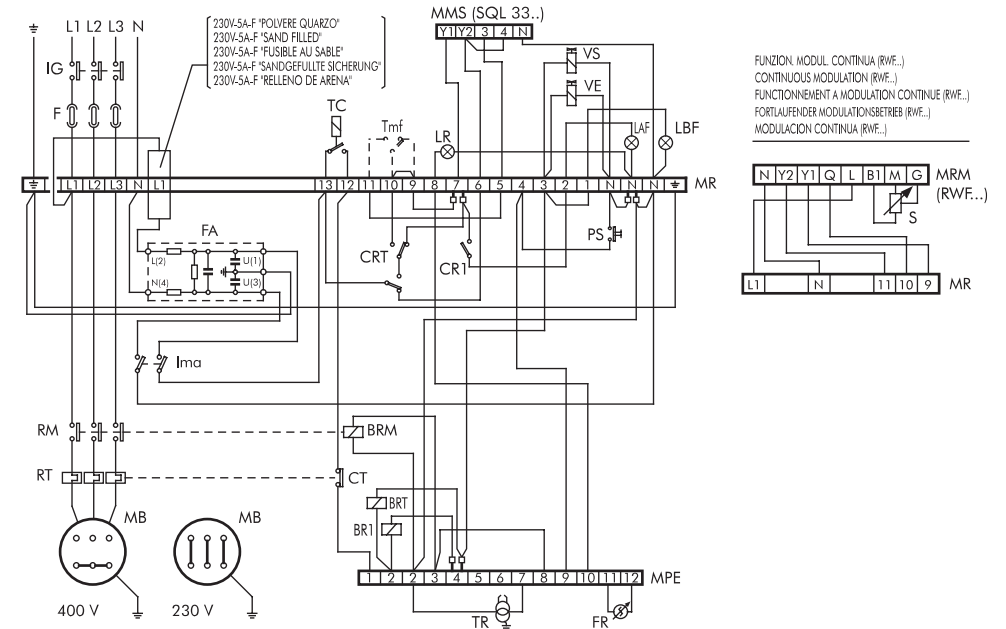 L1 L2 L3 N
IG
F
230V-5A-F "POLVERE QUARZO"
230V-5A-F "SAND FILLED"
230V-5A-F "FUSIBLE AU SABLE"
230V-5A-F "SANDGEFULLTE SICHERUNG"
230V-5A-F "RELLENO DE ARENA"
MMS (SQL 33..)
Y1 Y2 3 4 N
VS
VE
TC
Tmf
LR
LAF
LBF
L1 L2 L3 N L1
13 12 11 10 9 8 7 6 5 4 3 2 1 N N N
MR
FA
L(2)
U(1)
N(4)
U(3)
CRT
CR1
PS
Ima
RM
BRM
RT
CT
BRT
BR1
MB
MB
400 V
230 V
1 2 2 3 4 5 6 7 8 9 10 11 12
MPE
TR
FR
FUNZION. MODUL. CONTINUA (RWF...)
CONTINUOUS MODULATION (RWF...)
FUNCTIONNEMENT A MODULATION CONTINUE (RWF...)
FORTLAUFENDER MODULATIONSBETRIEB (RWF...)
MODULACION CONTINUA (RWF...)
N Y2 Y1 Q L B1 M G
MRM
(RWF...)
S
L1 N 11 10 9
MR